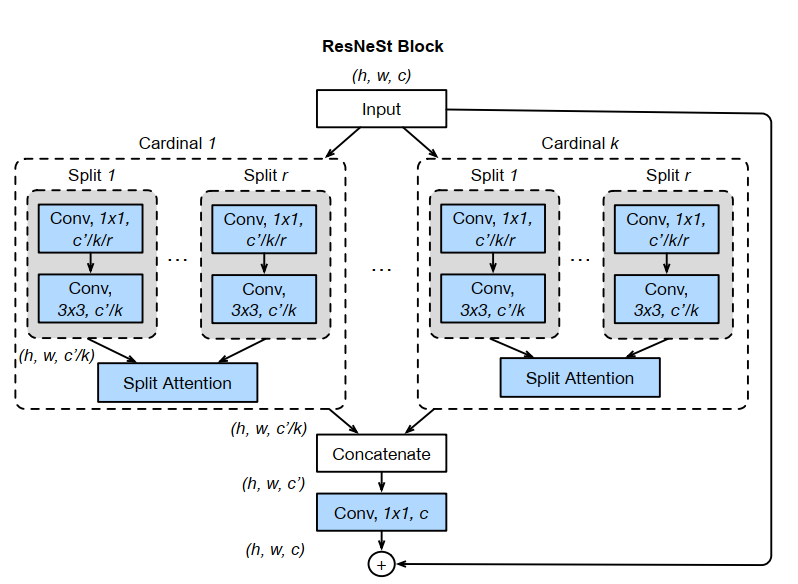 ResNeSt Block
(h, w, c)
Input
Cardinal 1
Cardinal k
Split 1
Split r
Split 1
Split r
Conv, 1x1,
c’/k/r
Conv, 1x1,
c’/k/r
Conv, 1x1,
c’/k/r
Conv, 1x1,
c’/k/r
...
...
...
Conv,
3x3, c’/k
Conv,
3x3, c’/k
Conv,
3x3, c’/k
Conv,
3x3, c’/k
(h, w, c’/k)
Split Attention
Split Attention
(h, w, c’/k)
Concatenate
(h, w, c’)
Conv, 1x1, c
(h, w, c)
+